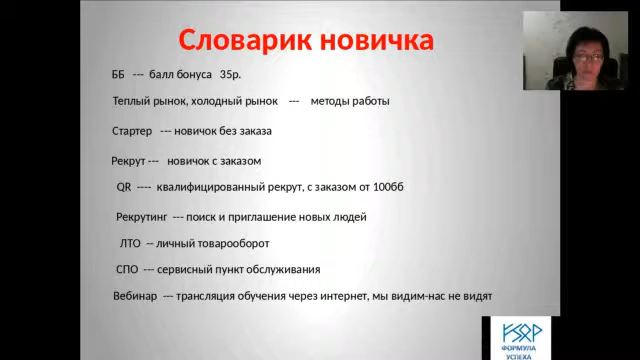 Словарик новичка
ББ --- балл бонуса 35р.
Теплый рынок, холодный рынок --- методы работы
Стартер --- новичок без заказа
Рекрут --- новичок с заказом
QR ---- квалифицированный рекрут, с заказом от 100бб
Рекрутинг --- поиск и приглашение новых людей
ЛТО -- личный товарооборот
СПО --- сервисный пункт обслуживания
Вебинар --- трансляция обучения через интернет, мы видим-нас не видят
ФОРМУЛА
УСПЕХА